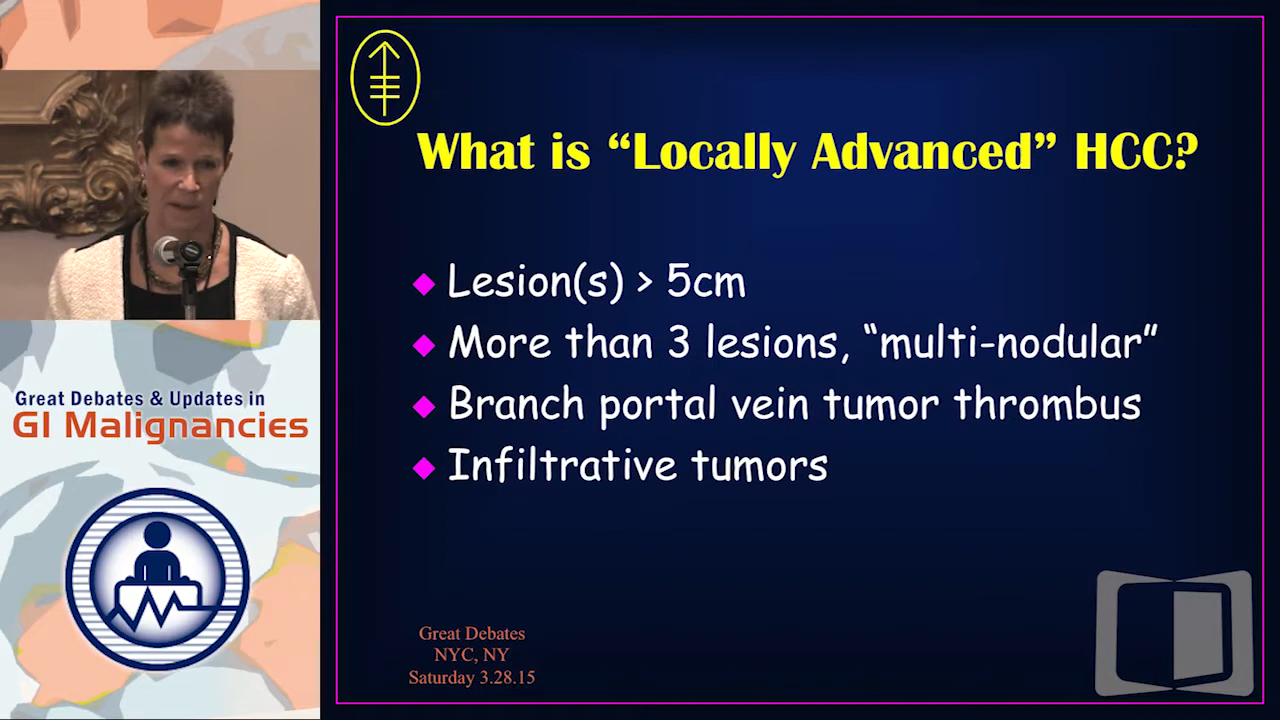 What is “Locally Advanced” HCC?
Lesion(s) > 5cm
More than 3 lesions, “multi-nodular”
Branch portal vein tumor thrombus
Infiltrative tumors
Great Debates
NYC, NY
Saturday 3.28.15
Great Debates & Updates in
GI Malignancies